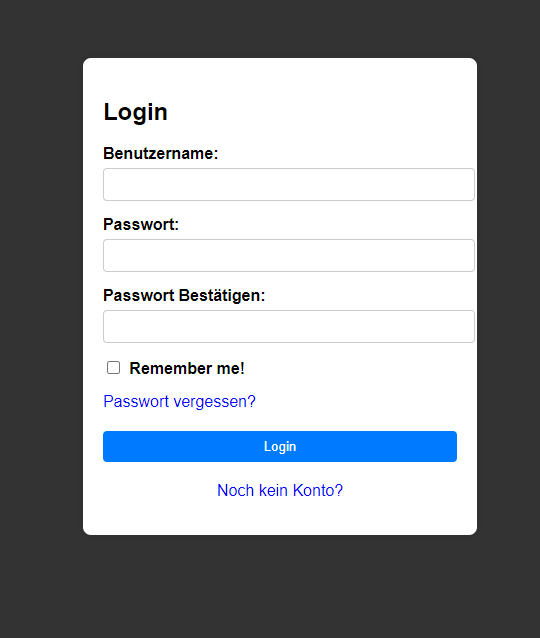 Login
Benutzername:
Passwort:
Passwort Bestätigen:
Remember me!
Passwort vergessen?
Login
Noch kein Konto?